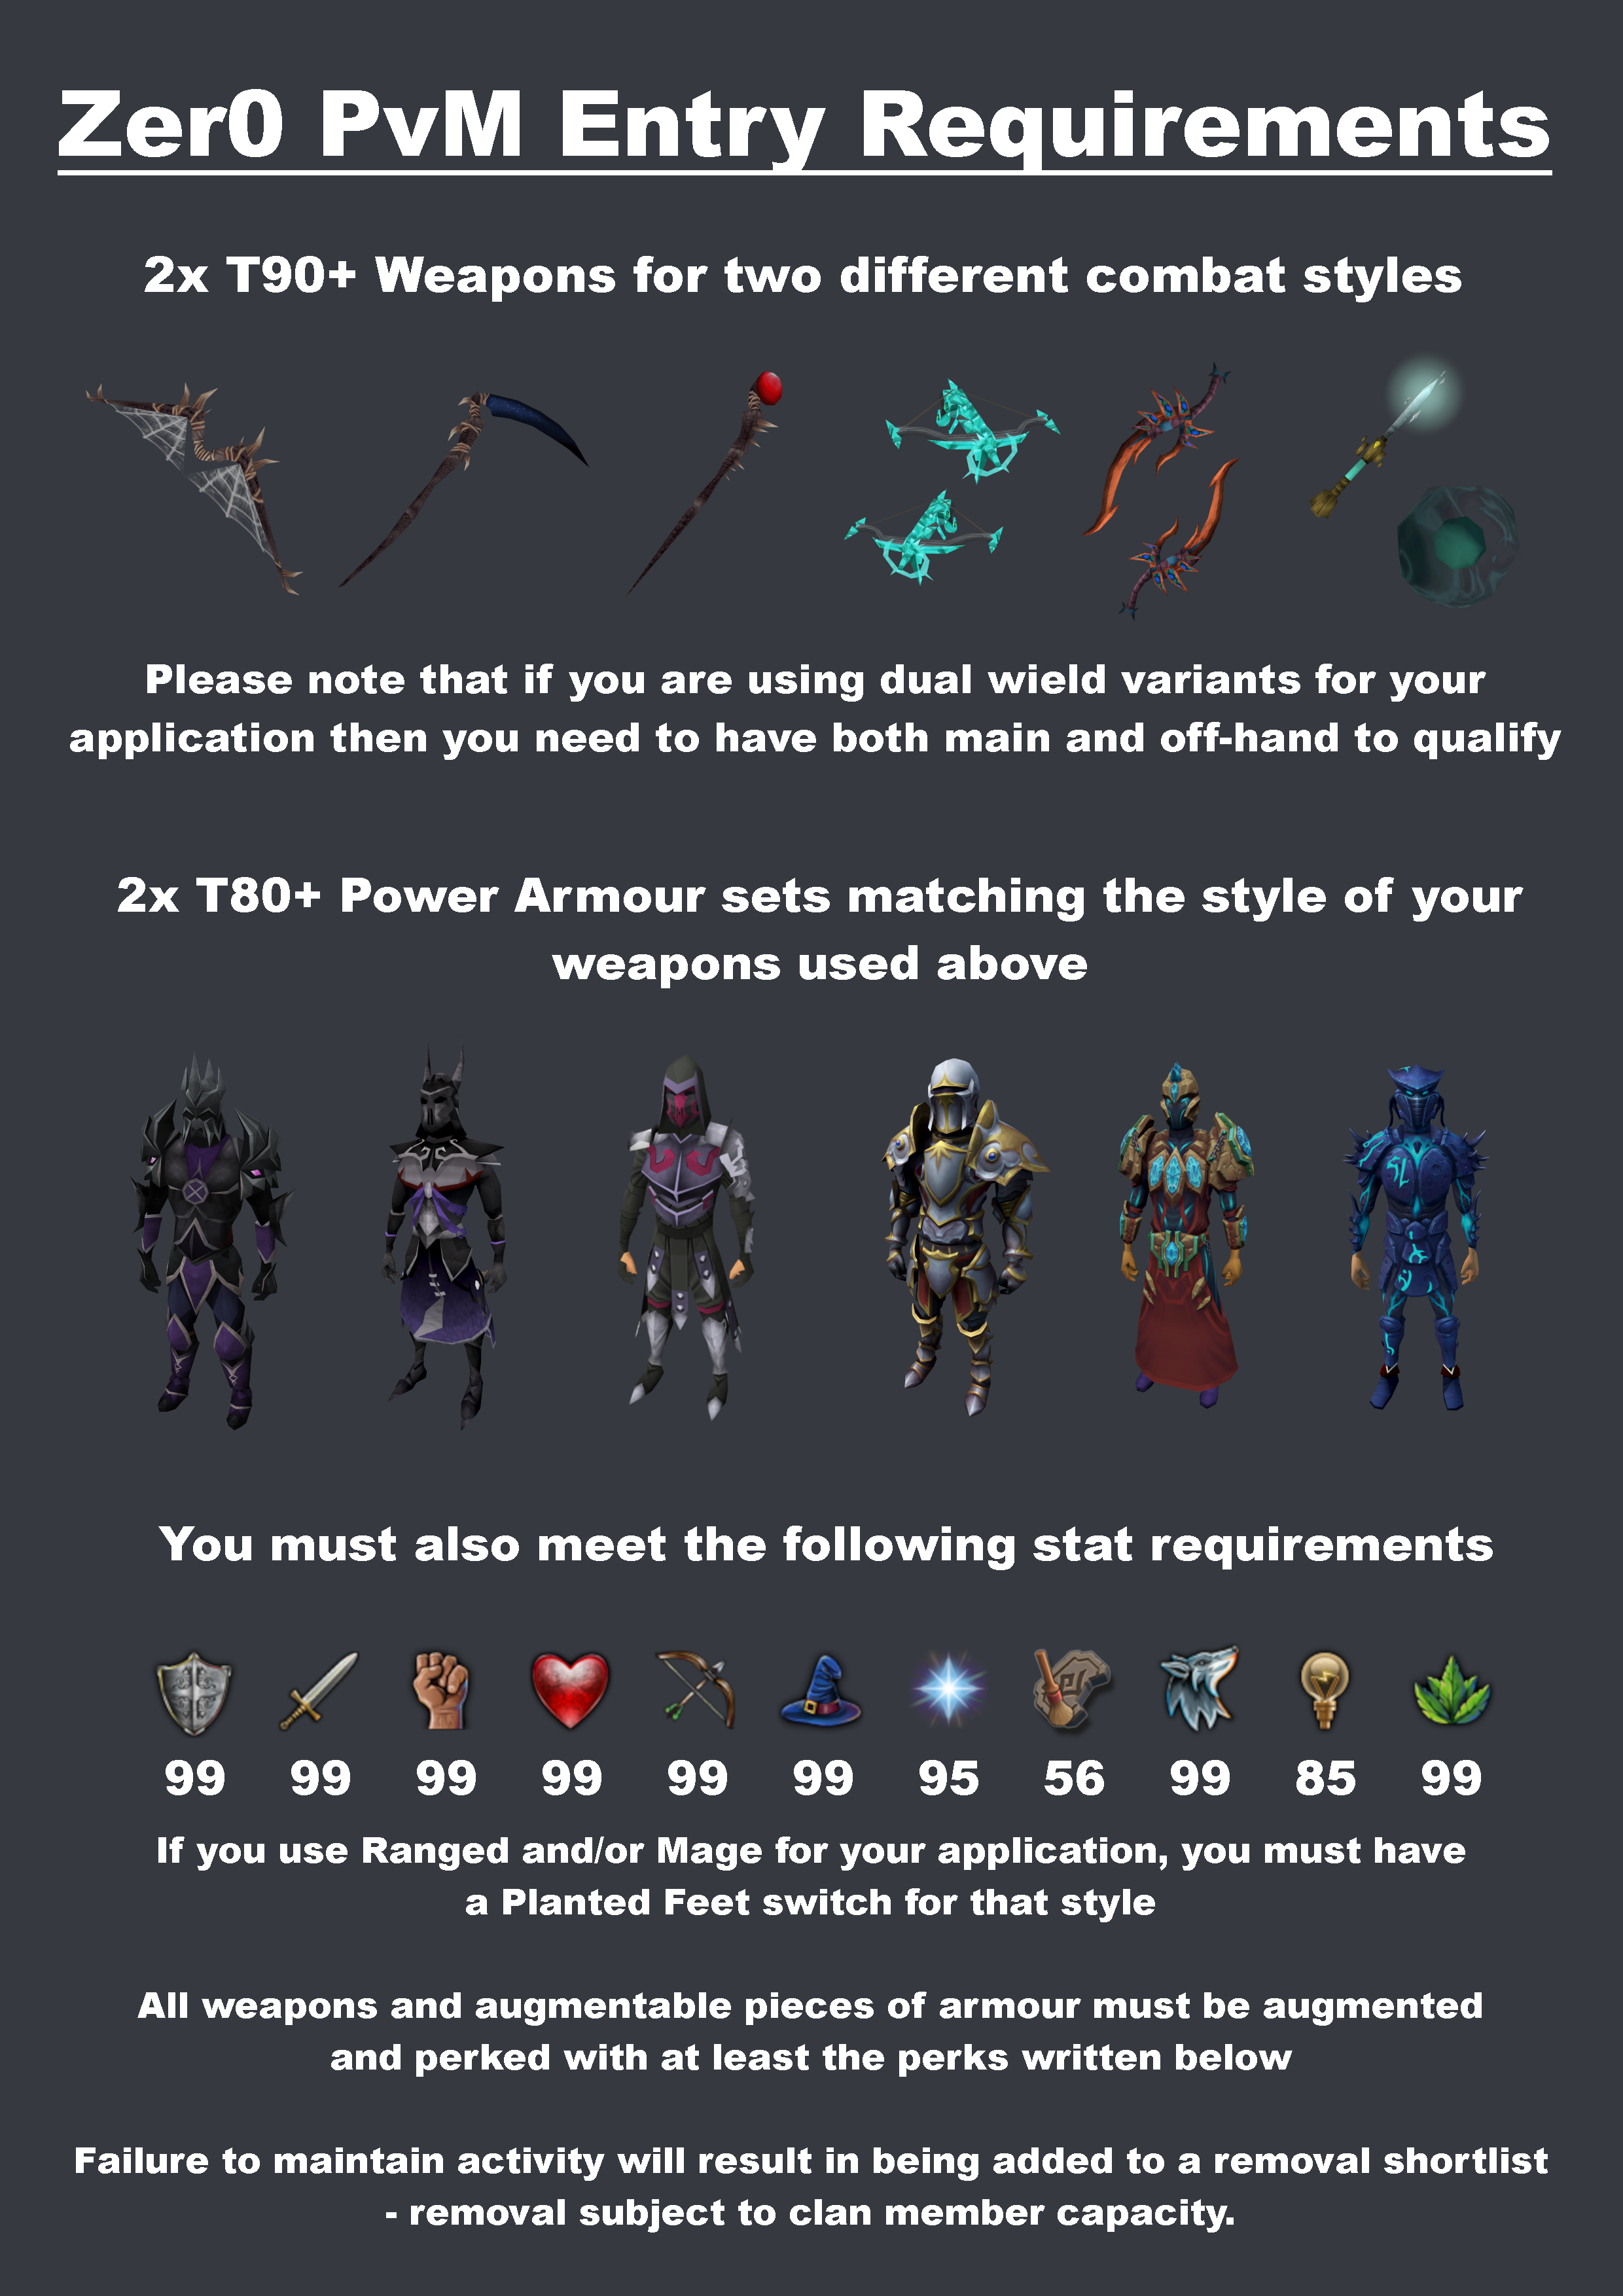 Zer0 PvM Entry Requirements
2x T90+ Weapons for two different combat styles
Please note that if you are using dual wield variants for your
application then you need to have both main and off-hand to qualify
2x T80+ Power Armour sets matching the style of your
weapons used above
You must also meet the following stat requirements
99 99 99 99 99 99 95 56 99 85 99
If you use Ranged and/or Mage for your application, you must have
a Planted Feet switch for that style
All weapons and augmentable pieces of armour must be augmented
and perked with at least the perks written below
Failure to maintain activity will result in being added to a removal shortlist
- removal subject to clan member capacity.